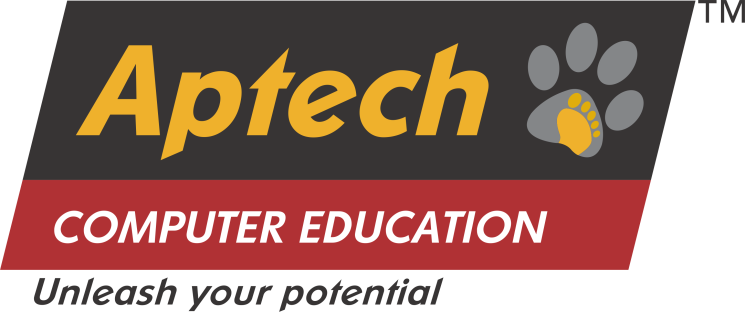 Aptech
TM
COMPUTER EDUCATION
Unleash your potential